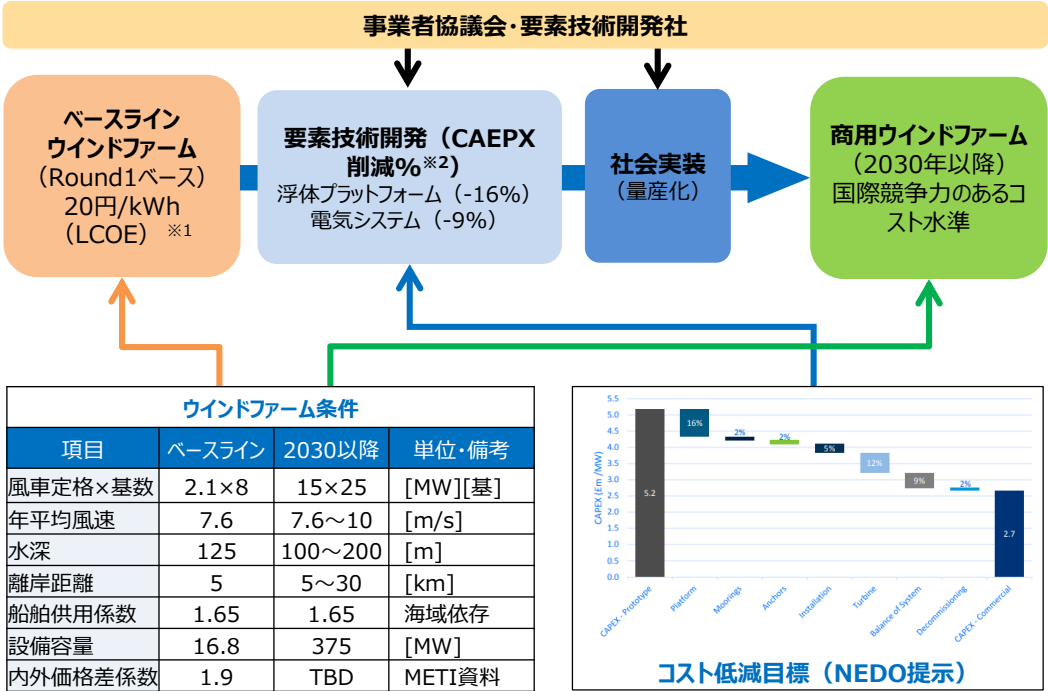 事業者協議会・要素技術開発社
ベースライン
ウインドファーム
（Round1ベース）
20円/kWh
（LCOE） ※1
要素技術開発（CAEPX
削減%※2）
浮体プラットフォーム（-16%）
電気システム（-9%）
社会実装
（量産化）
商用ウインドファーム
（2030年以降）
国際競争力のあるコ
スト水準
ウインドファーム条件
項目 ベースライン 2030以降 単位・備考
風車定格×基数 2.1×8 15×25 [MW][基]
年平均風速 7.6 7.6～10 [m/s]
水深 125 100～200 [m]
離岸距離 5 5～30 [km]
船舶供用係数 1.65 1.65 海域依存
設備容量 16.8 375 [MW]
内外価格差係数 1.9 TBD METI資料
CAPEX (£m /MW)
5.5
5.0
4.5
4.0
3.5
3.0
2.5
2.0
1.5
1.0
0.5
0.0
5.2
16%
2%
2%
5%
12%
9%
2%
2.7
CAPEX - Prototype
Platform
Moorings
Anchors
Installation
Turbine
Balance of System
Decommissioning
CAPEX - Commercial
コスト低減目標（NEDO提示）